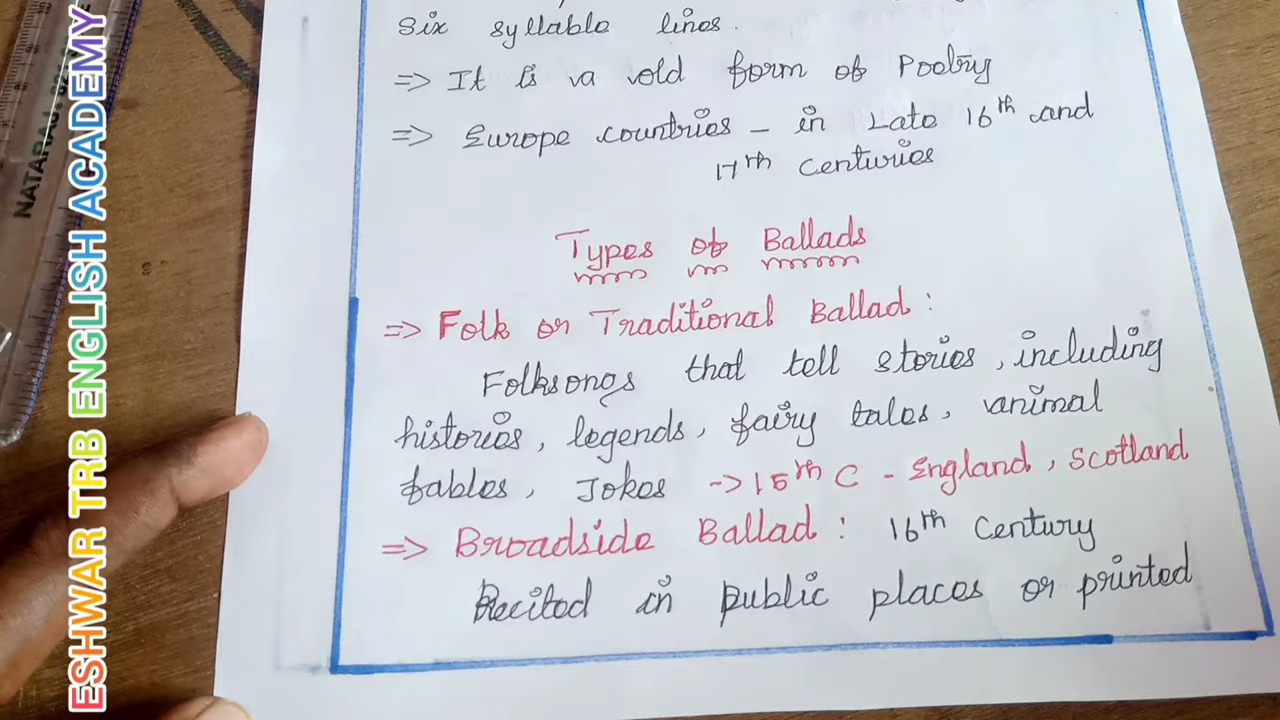 six syllable lines.
=> It is a old form of Poetry
=> Europe countries - in Late 16th and
17th Centuries
Types of Ballads
=> Folk or Traditional Ballad :
Folksongs that tell stories, including
histories, legends, fairy tales, animal
fables, Jokes -> 15th C - England, Scotland
=> Broadside Ballad : 16th Century
Recited in public places or printed
ESHWAR TRB ENGLISH ACADEMY
NATARAJ